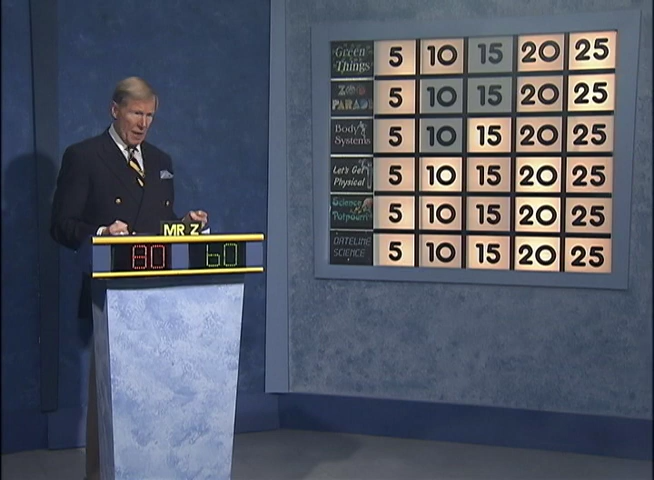 Green
Things
5 10 15 20 25
ZOO
PARADE
5 10 15 20 25
Body
Systems
5 10 15 20 25
Let's Get
Physical
5 10 15 20 25
Science
Potpourri
5 10 15 20 25
DATELINE
SCIENCE
5 10 15 20 25
MR Z
80 60